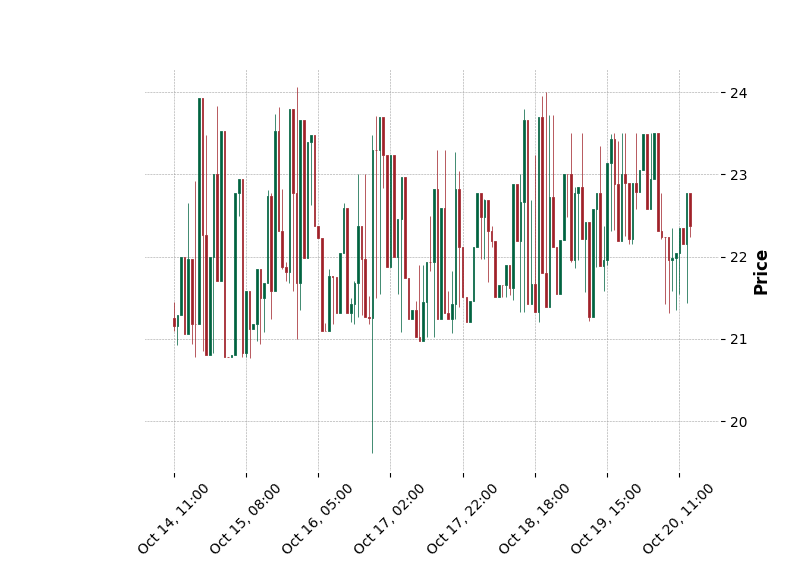 24
23
22
21
20
Price
Oct 14, 11:00
Oct 15, 08:00
Oct 16, 05:00
Oct 17, 02:00
Oct 17, 22:00
Oct 18, 18:00
Oct 19, 15:00
Oct 20, 11:00